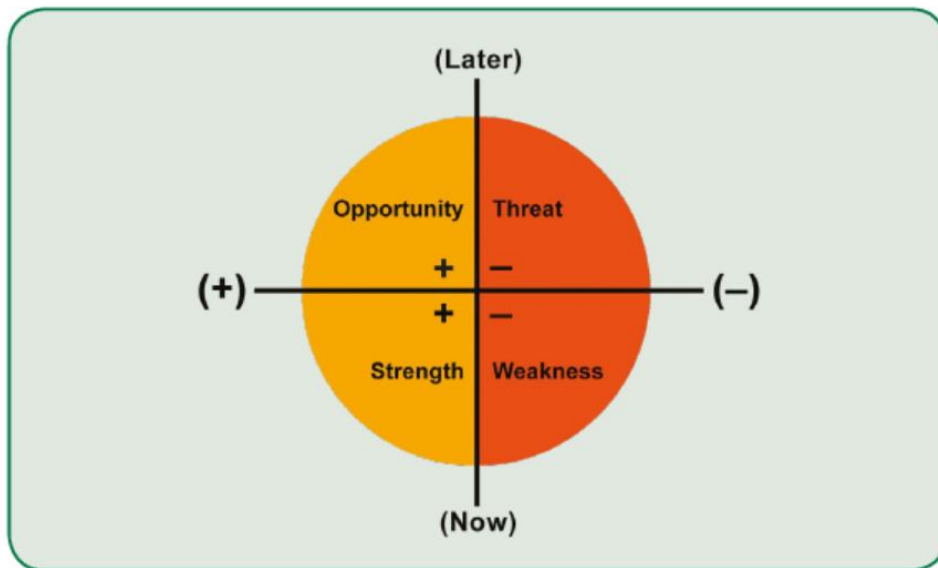 (Later)
Opportunity Threat
+ –
(+) (–)
+ –
Strength Weakness
(Now)